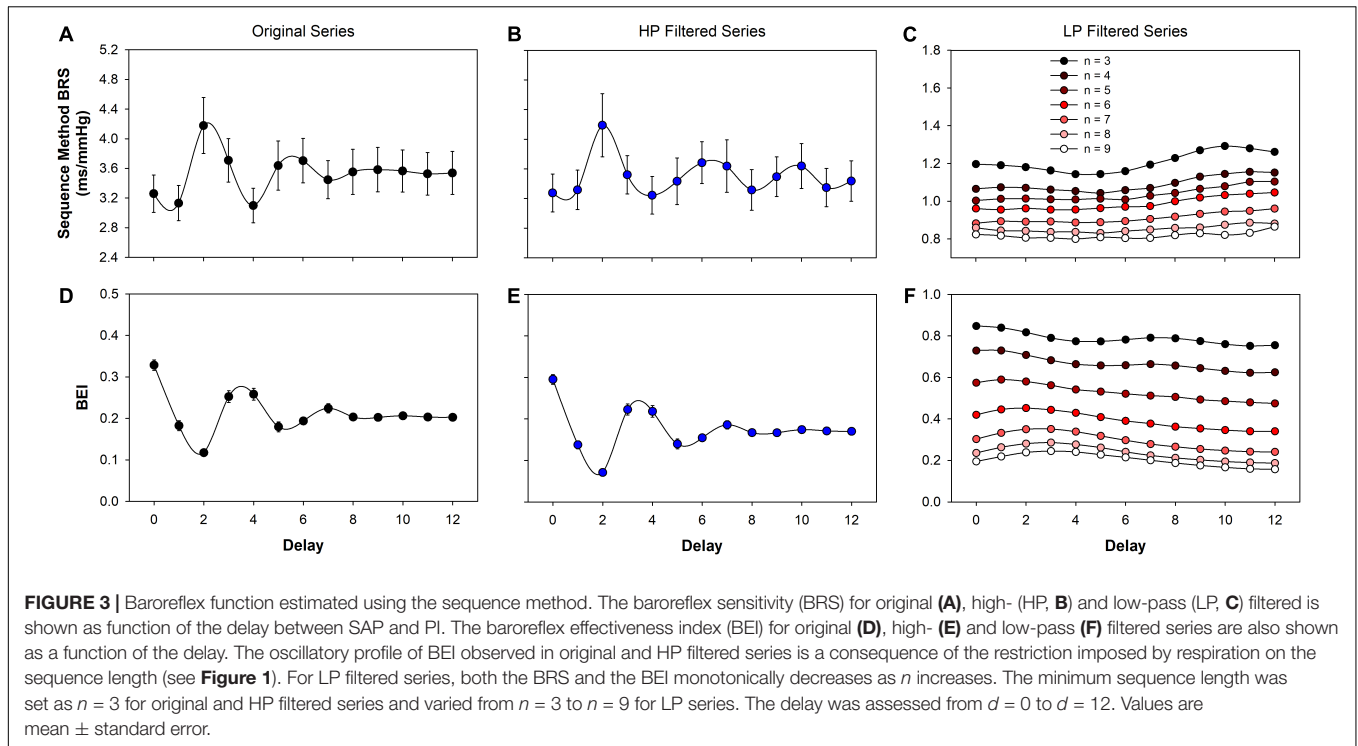 A
Original Series
B
HP Filtered Series
C
LP Filtered Series
Sequence Method BRS
(ms/mmHg)
5.2
4.8
4.4
4.0
3.6
3.2
2.8
2.4
1.8
1.6
1.4
1.2
1.0
0.8
n = 3
n = 4
n = 5
n = 6
n = 7
n = 8
n = 9
D
E
F
BEI
0.5
0.4
0.3
0.2
0.1
0.0
1.0
0.8
0.6
0.4
0.2
0.0
0 2 4 6 8 10 12
0 2 4 6 8 10 12
0 2 4 6 8 10 12
Delay
Delay
Delay
FIGURE 3 | Baroreflex function estimated using the sequence method. The baroreflex sensitivity (BRS) for original (A), high- (HP, B) and low-pass (LP, C) filtered is
shown as function of the delay between SAP and PI. The baroreflex effectiveness index (BEI) for original (D), high- (E) and low-pass (F) filtered series are also shown
as a function of the delay. The oscillatory profile of BEI observed in original and HP filtered series is a consequence of the restriction imposed by respiration on the
sequence length (see Figure 1). For LP filtered series, both the BRS and the BEI monotonically decreases as n increases. The minimum sequence length was
set as n = 3 for original and HP filtered series and varied from n = 3 to n = 9 for LP series. The delay was assessed from d = 0 to d = 12. Values are
mean ± standard error.